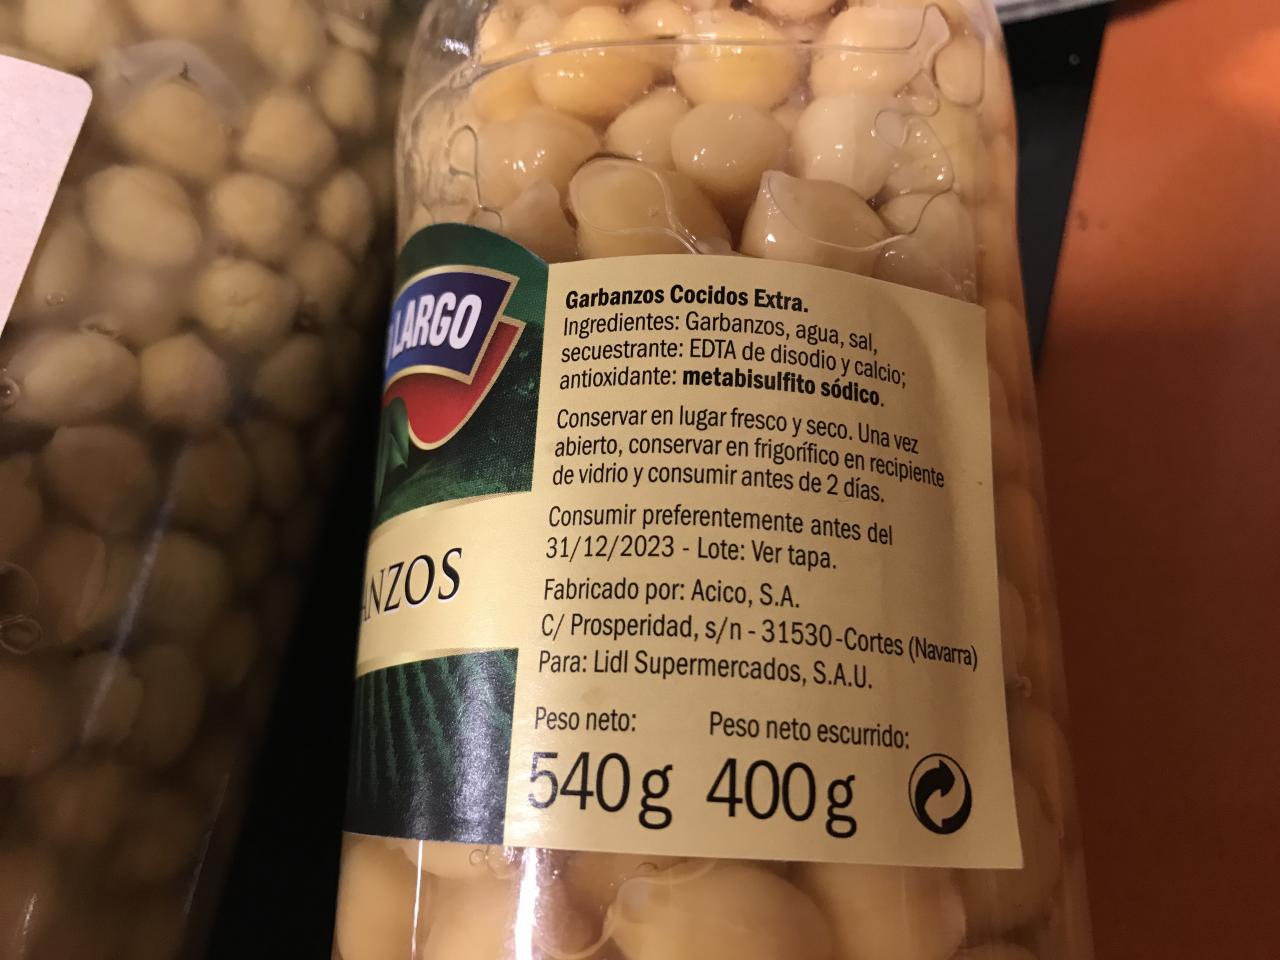 LARGO
ANZOS
Garbanzos Cocidos Extra.
Ingredientes: Garbanzos, agua, sal,
secuestrante: EDTA de disodio y calcio;
antioxidante: metabisulfito sódico.
Conservar en lugar fresco y seco. Una vez
abierto, conservar en frigorífico en recipiente
de vidrio y consumir antes de 2 días.
Consumir preferentemente antes del
31/12/2023 - Lote: Ver tapa.
Fabricado por: Acico, S.A.
C/ Prosperidad, s/n - 31530 - Cortes (Navarra)
Para: Lidl Supermercados, S.A.U.
Peso neto: Peso neto escurrido:
540 g 400 g